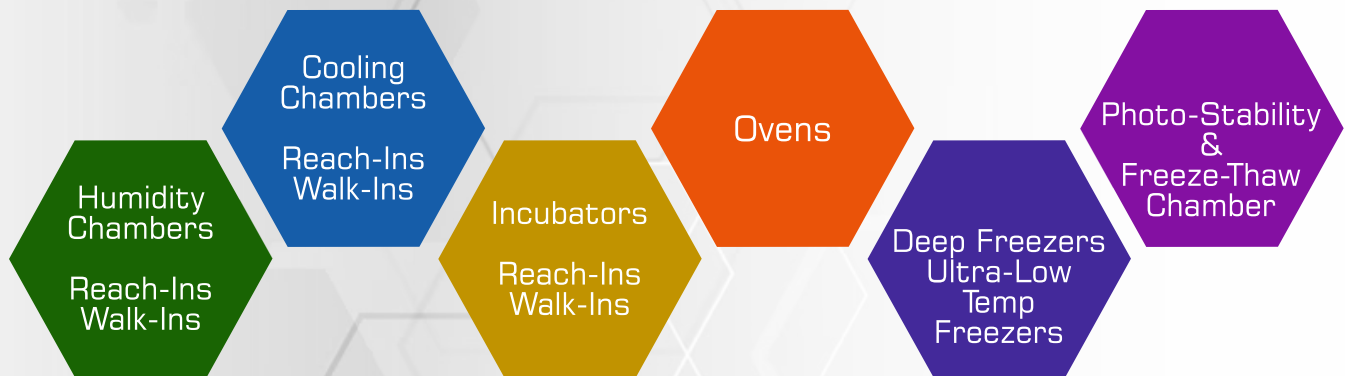 Humidity
Chambers
Reach-Ins
Walk-Ins
Cooling
Chambers
Reach-Ins
Walk-Ins
Incubators
Reach-Ins
Walk-Ins
Ovens
Deep Freezers
Ultra-Low
Temp
Freezers
Photo-Stability
&
Freeze-Thaw
Chamber